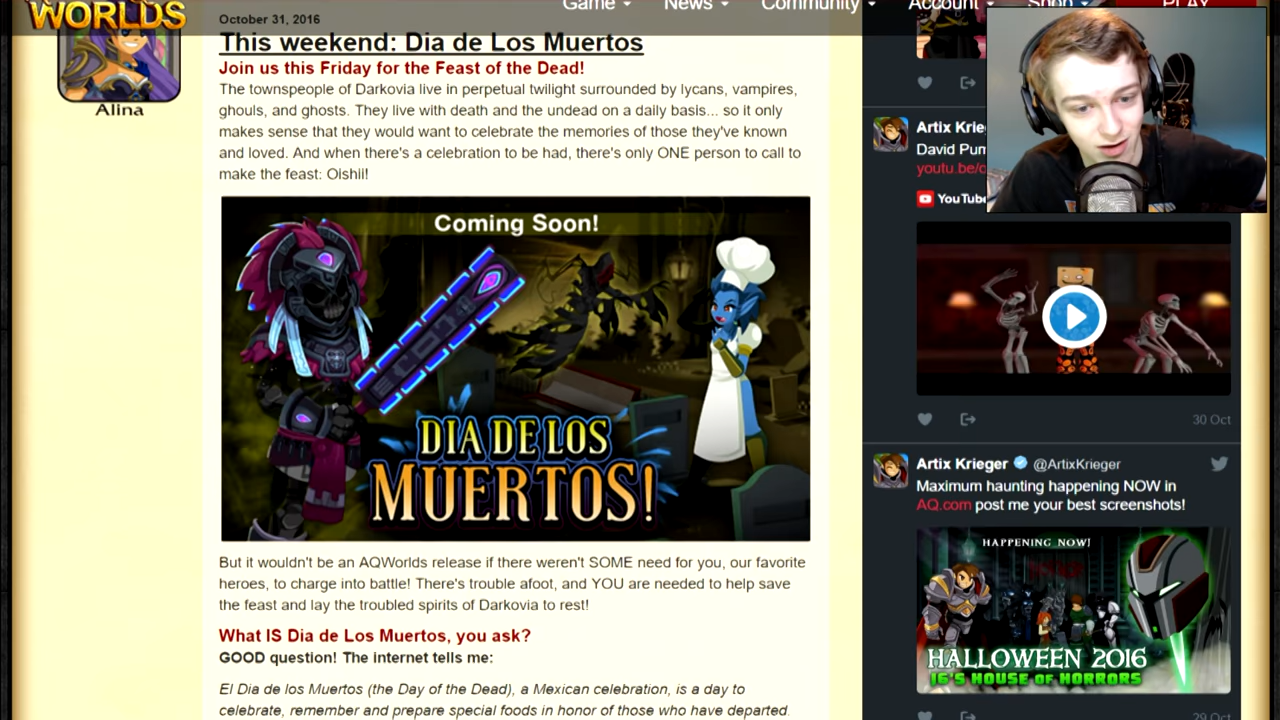 WORLDS
Game
News
Community
Account
Shop
PLAY
Alina
October 31, 2016
This weekend: Dia de Los Muertos
Join us this Friday for the Feast of the Dead!
The townspeople of Darkovia live in perpetual twilight surrounded by lycans, vampires,
ghouls, and ghosts. They live with death and the undead on a daily basis... so it only
makes sense that they would want to celebrate the memories of those they've known
and loved. And when there's a celebration to be had, there's only ONE person to call to
make the feast: Oishii!
Coming Soon!
DIA DE LOS
MUERTOS!
But it wouldn't be an AQWorlds release if there weren't SOME need for you, our favorite
heroes, to charge into battle! There's trouble afoot, and YOU are needed to help save
the feast and lay the troubled spirits of Darkovia to rest!
What IS Dia de Los Muertos, you ask?
GOOD question! The internet tells me:
El Dia de los Muertos (the Day of the Dead), a Mexican celebration, is a day to
celebrate, remember and prepare special foods in honor of those who have departed.
Artix Krie
David Pum
youtu.be/c
YouTube
30 Oct
Artix Krieger @ArtixKrieger
Maximum haunting happening NOW in
AQ.com post me your best screenshots!
HAPPENING NOW!
HALLOWEEN 2016
16'S HOUSE OF HORRORS
29 Oct